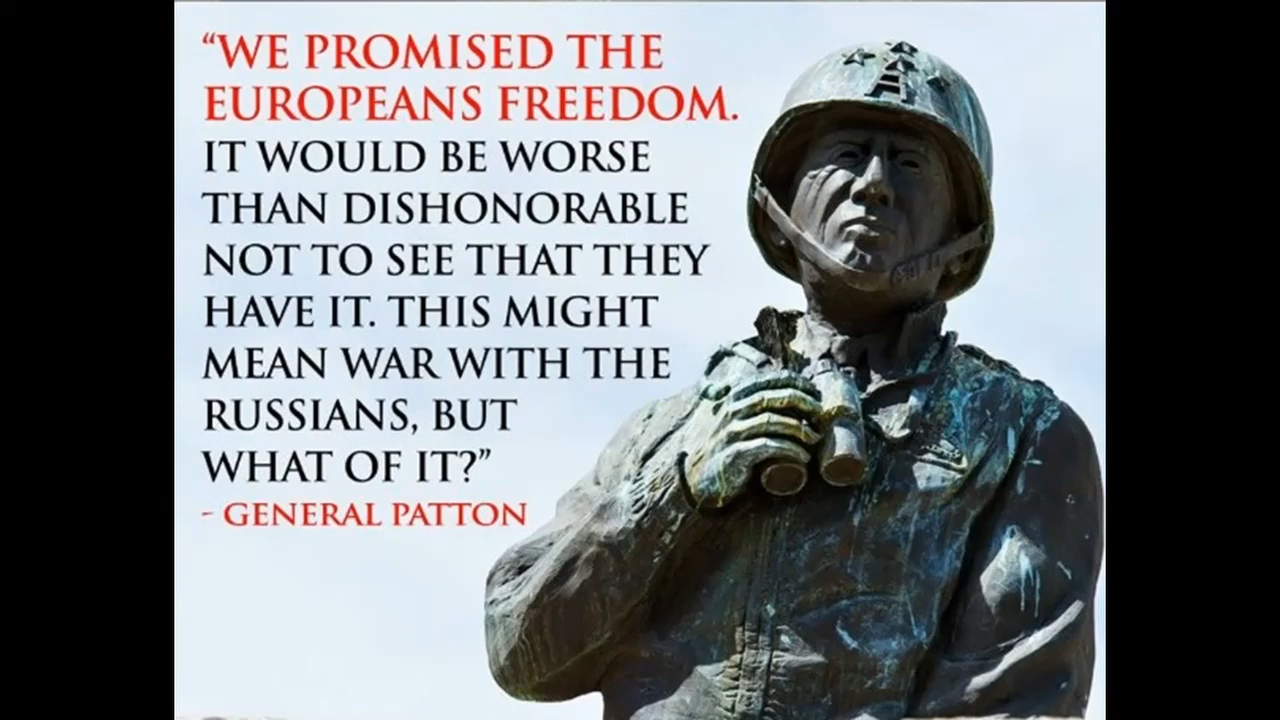 “WE PROMISED THE
EUROPEANS FREEDOM.
IT WOULD BE WORSE
THAN DISHONORABLE
NOT TO SEE THAT THEY
HAVE IT. THIS MIGHT
MEAN WAR WITH THE
RUSSIANS, BUT
WHAT OF IT?”
- GENERAL PATTON